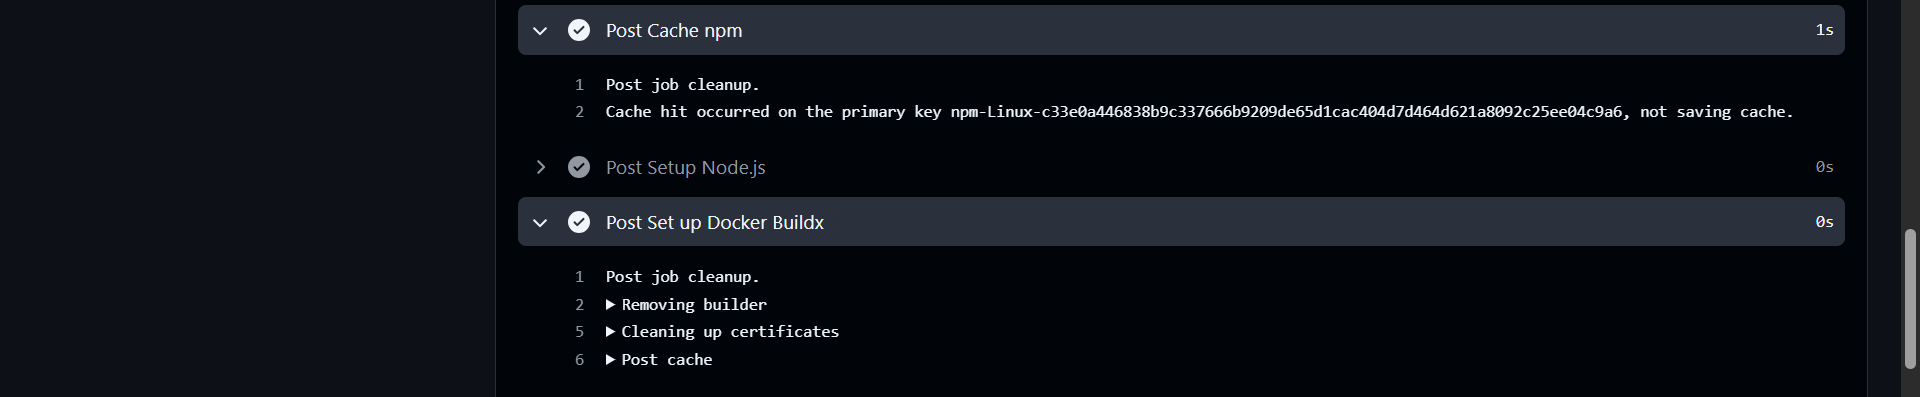 Post Cache npm 1s
1 Post job cleanup.
2 Cache hit occurred on the primary key npm-Linux-c33e0a446838b9c337666b9209de65d1cac404d7d464d621a8092c25ee04c9a6, not saving cache.
Post Setup Node.js 0s
Post Set up Docker Buildx 0s
1 Post job cleanup.
2 Removing builder
5 Cleaning up certificates
6 Post cache